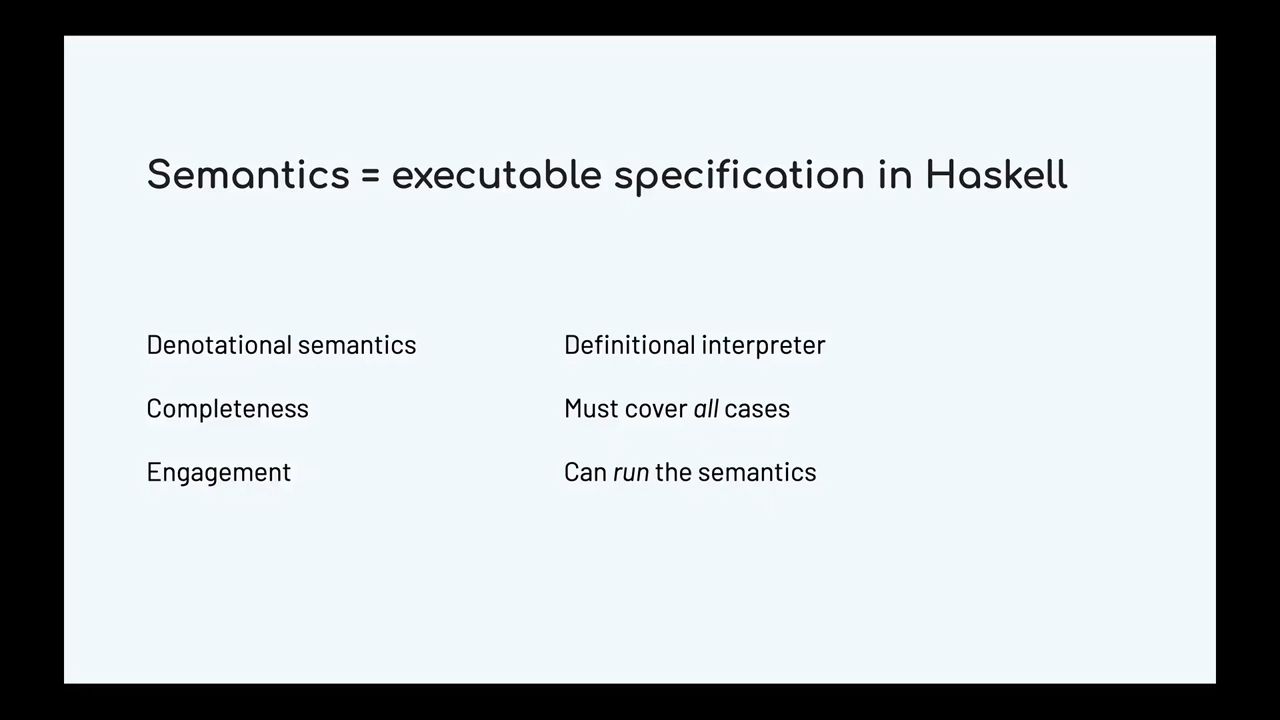 Semantics = executable specification in Haskell
Denotational semantics
Definitional interpreter
Completeness
Must cover all cases
Engagement
Can run the semantics